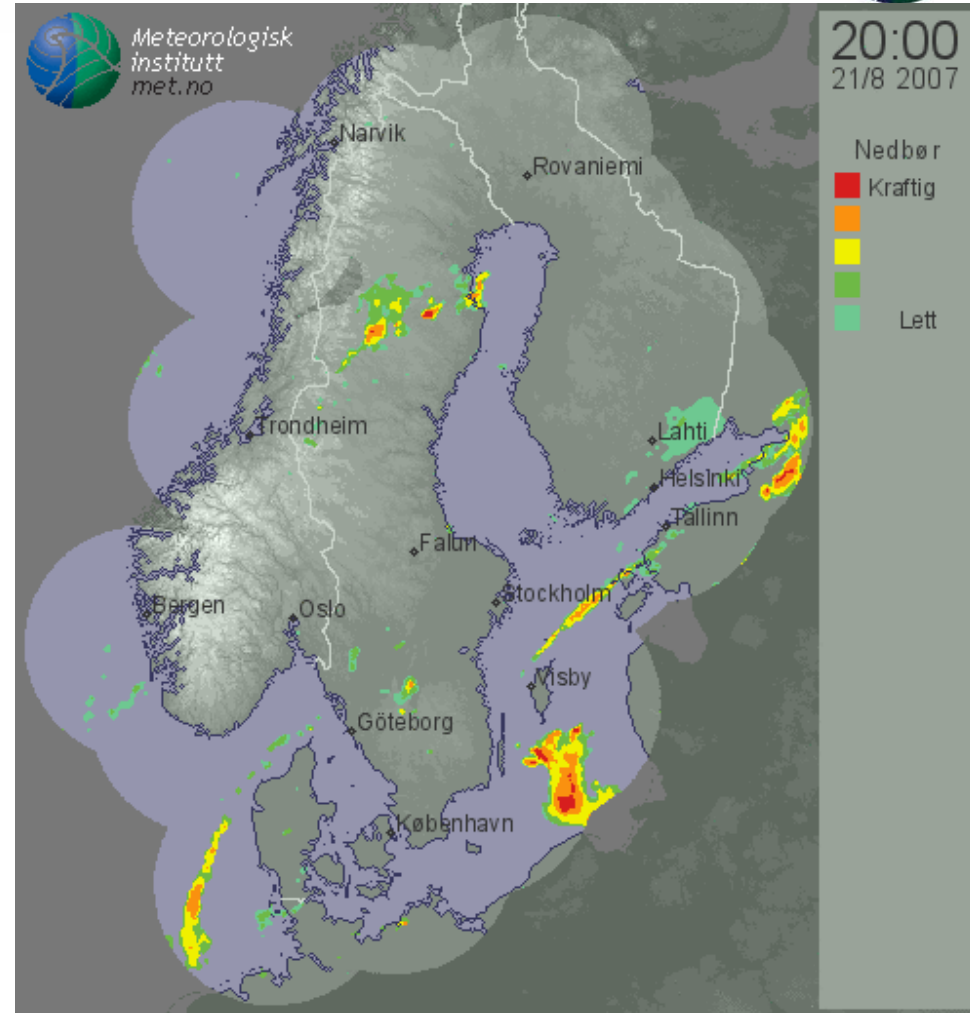 Meteorologisk
institutt
met.no
20:00
21/8 2007
Nedbør
Kraftig
Lett
Narvik
Rovaniemi
Trondheim
Lahti
Helsinki
Tallinn
Falun
Stockholm
Bergen
Oslo
Visby
Göteborg
København